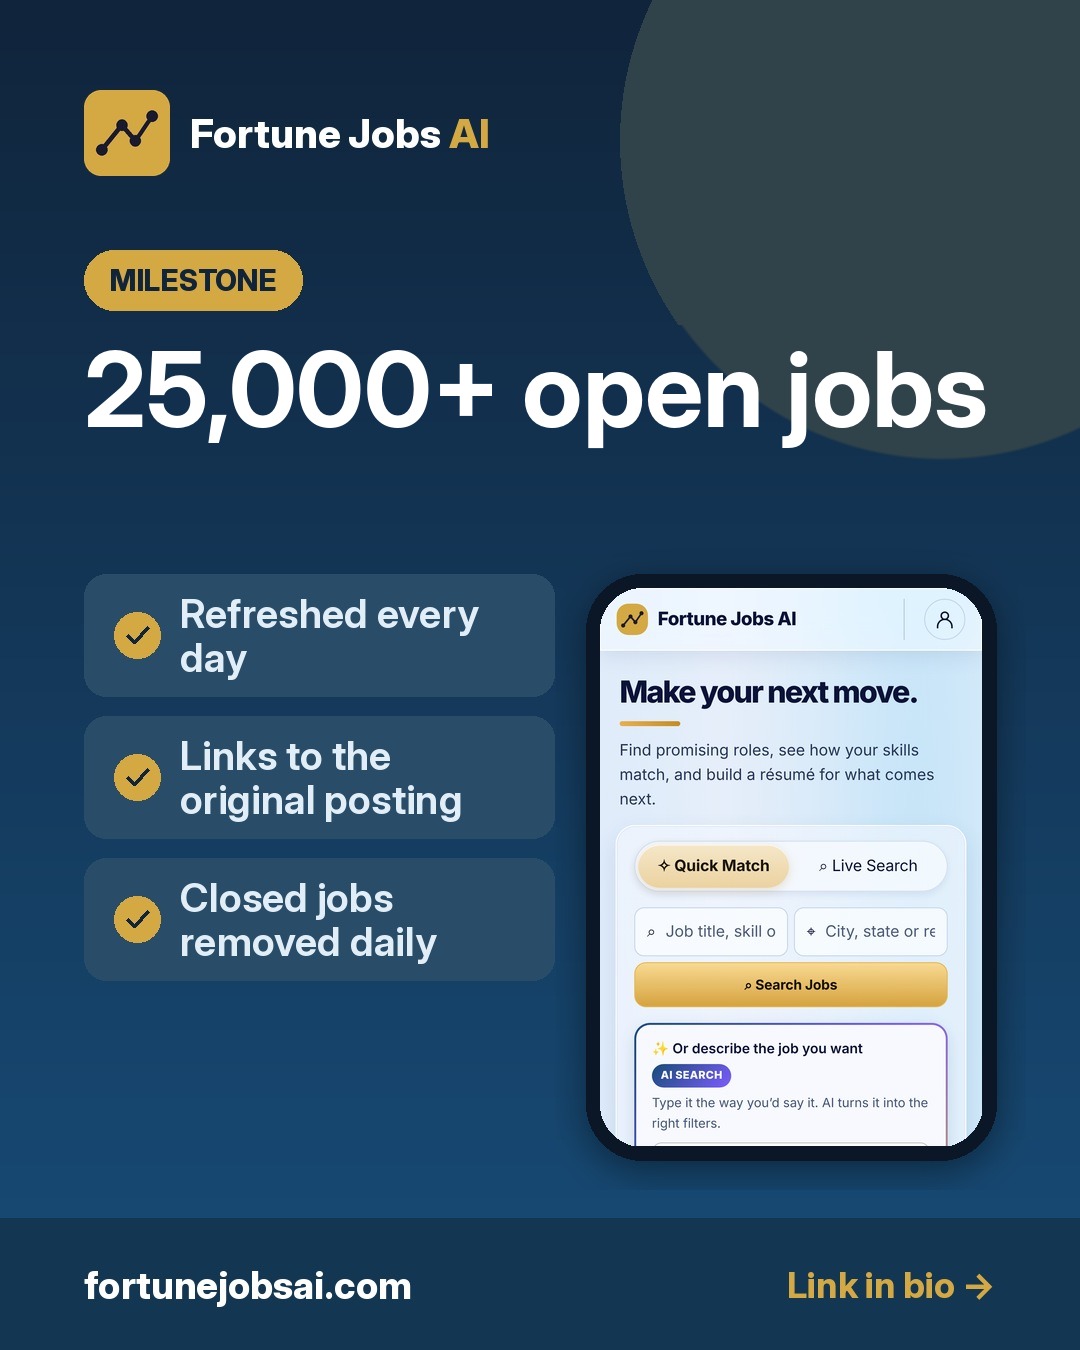 Fortune Jobs AI
MILESTONE
25,000+ open jobs
Refreshed every
day
Links to the
original posting
Closed jobs
removed daily
Fortune Jobs AI
Make your next move.
Find promising roles, see how your skills
match, and build a résumé for what comes
next.
Quick Match
Live Search
Job title, skill o
City, state or re
Search Jobs
✨ Or describe the job you want
AI SEARCH
Type it the way you’d say it. AI turns it into the
right filters.
fortunejobsai.com
Link in bio →